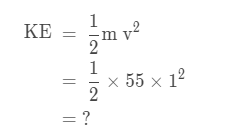 KE = 1/2 m v²
= 1/2 × 55 × 1²
= ?